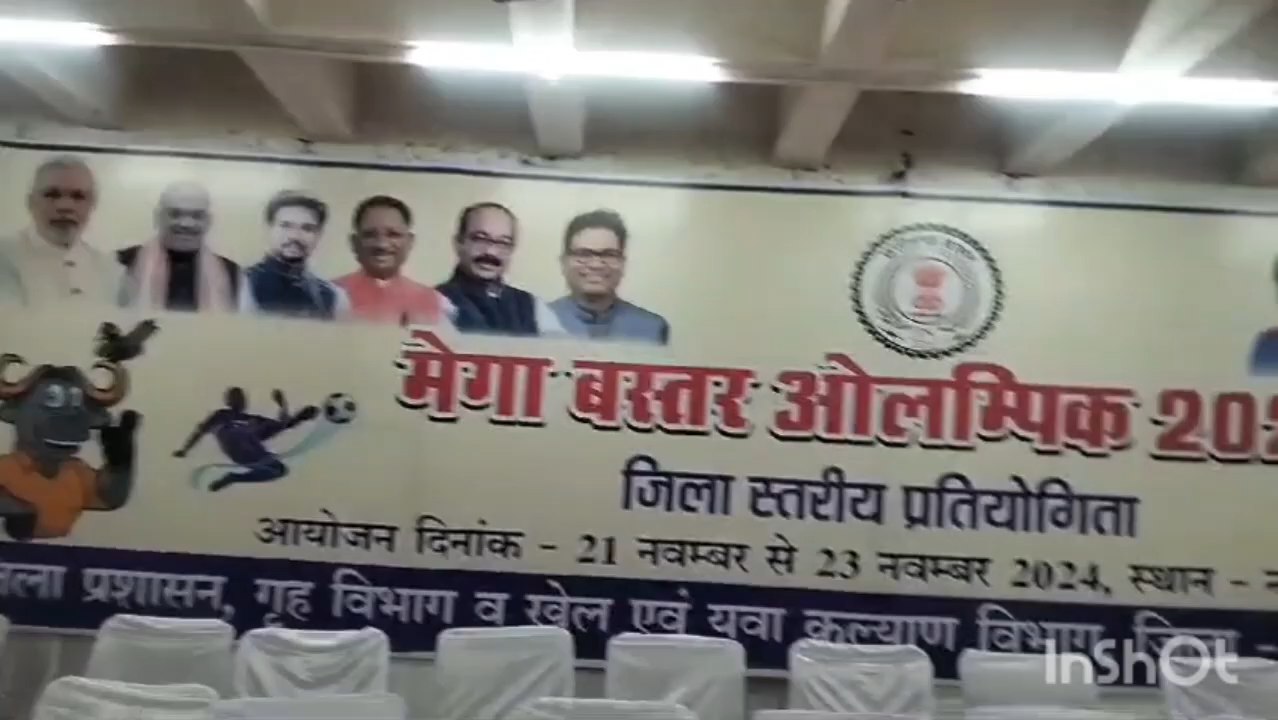 मेगा बस्तर ओलम्पिक 202
जिला स्तरीय प्रतियोगिता
आयोजन दिनांक - 21 नवम्बर से 23 नवम्बर 2024, स्थान -
प्रशासन, गृह विभाग व खेल एवं युवा कल्याण विभाग, जिला -
InShOt